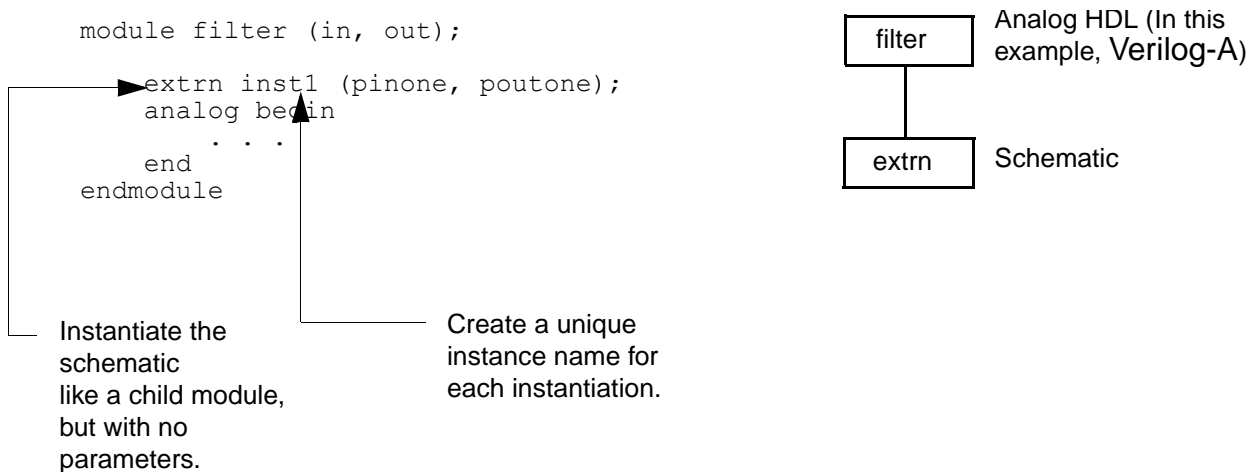 module filter (in, out);
extrn inst1 (pinone, poutone);
analog begin
. . .
end
endmodule
Instantiate the
schematic
like a child module,
but with no
parameters.
Create a unique
instance name for
each instantiation.
filter
Analog HDL (In this
example, Verilog-A)
extrn
Schematic